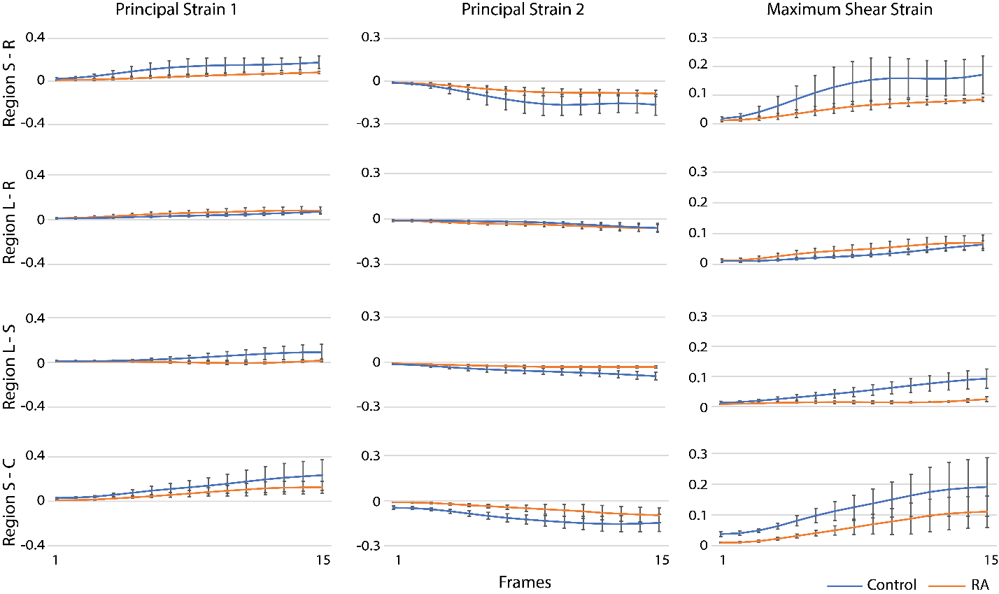 Principal Strain 1 Principal Strain 2 Maximum Shear Strain
Region S - R
0.4 0.3 0.3
0.2
0 0 0.1
-0.4 -0.3 0
Region L - R
0.4 0.3 0.3
0.2
0 0 0.1
-0.4 -0.3 0
Region L - S
0.4 0.3 0.3
0.2
0 0 0.1
-0.4 -0.3 0
Region S - C
0.4 0.3 0.3
0.2
0 0 0.1
-0.4 -0.3 0
1 15 1 15 1 15
Frames
Control RA